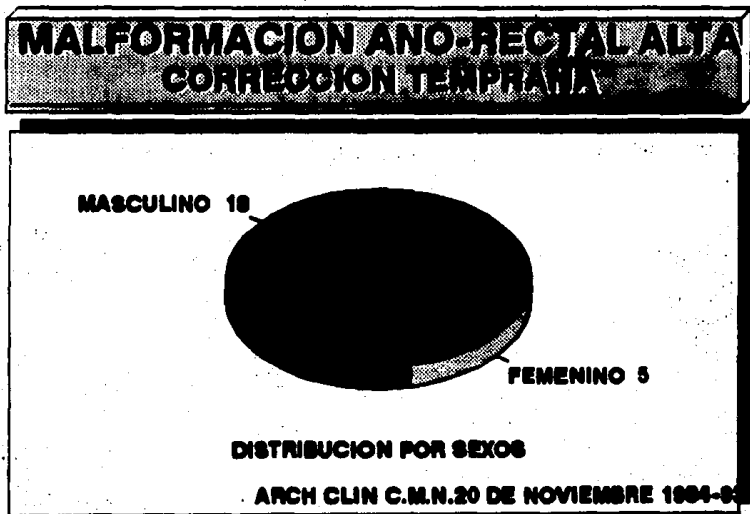 MALFORMACION ANO-RECTAL ALTA
CORRECCION TEMPRANA
MASCULINO 18
FEMENINO 5
DISTRIBUCION POR SEXOS
ARCH CLIN C.M.N.20 DE NOVIEMBRE